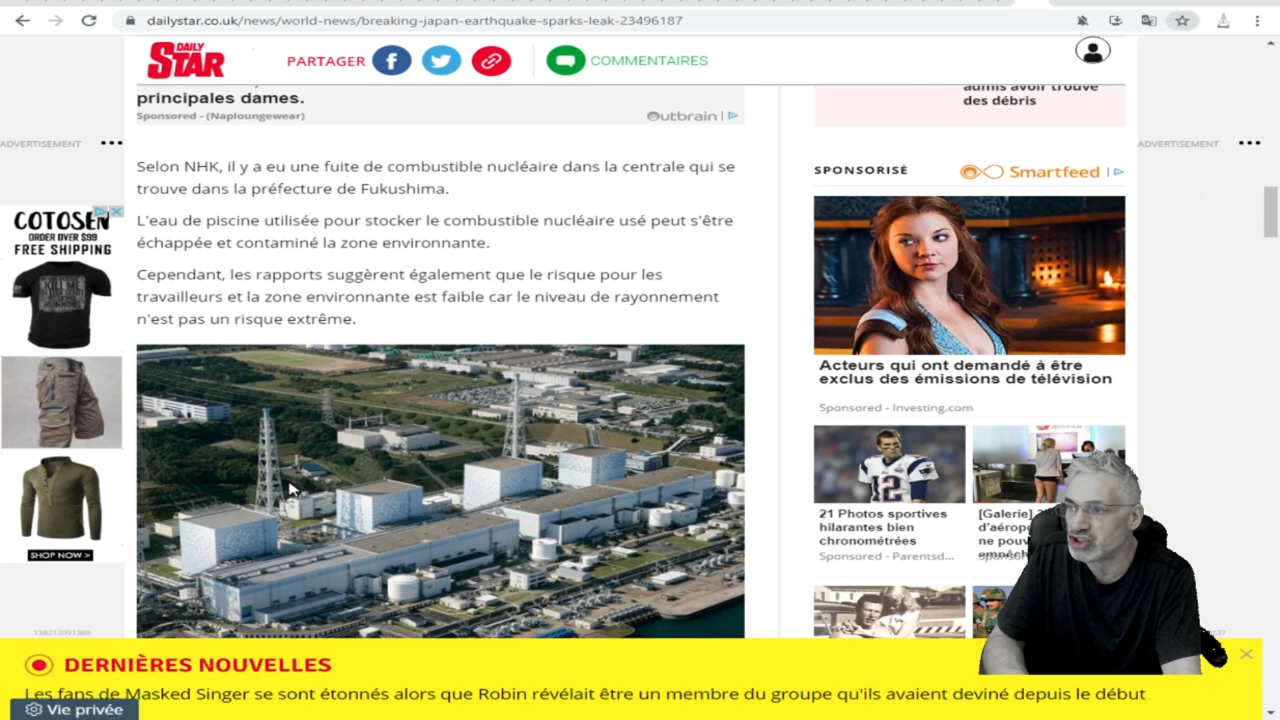 dailystar.co.uk/news/world-news/breaking-japan-earthquake-sparks-leak-23496187
DAILY
STAR
PARTAGER
COMMENTAIRES
principales dames.
Sponsored - (Naploungewear)
Outbrain
avoir trouvé
des débris
ADVERTISEMENT
ADVERTISEMENT
Selon NHK, il y a eu une fuite de combustible nucléaire dans la centrale qui se
trouve dans la préfecture de Fukushima.
L'eau de piscine utilisée pour stocker le combustible nucléaire usé peut s'être
échappée et contaminé la zone environnante.
Cependant, les rapports suggèrent également que le risque pour les
travailleurs et la zone environnante est faible car le niveau de rayonnement
n'est pas un risque extrême.
SPONSORISÉ
Smartfeed
COTOSEN
ORDER OVER $99
FREE SHIPPING
SHOP NOW >
Acteurs qui ont demandé à être
exclus des émissions de télévision
Sponsored - Investing.com
12
21 Photos sportives
hilarantes bien
chronométrées
Sponsored - Parentsd...
[Galerie]
d'aérop
ne pouv
138212091369
DERNIÈRES NOUVELLES
Les fans de Masked Singer se sont étonnés alors que Robin révélait être un membre du groupe qu'ils avaient deviné depuis le début
Vie privée